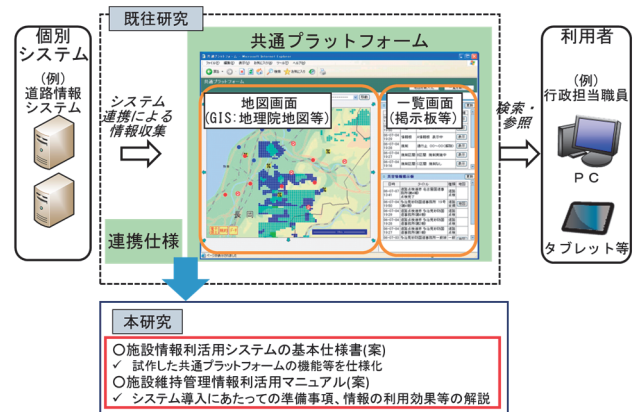 個別
システム
(例)
道路情報
システム
既往研究
システム
連携による
情報収集
共通プラットフォーム
地図画面
(GIS:地理院地図等)
長岡
一覧画面
(掲示板等)
連携仕様
検索・
参照
利用者
(例)
行政担当職員
PC
タブレット等
本研究
〇施設情報利活用システムの基本仕様書(案)
✓ 試作した共通プラットフォームの機能等を仕様化
〇施設維持管理情報利活用マニュアル(案)
✓ システム導入にあたっての準備事項、情報の利用効果等の解説